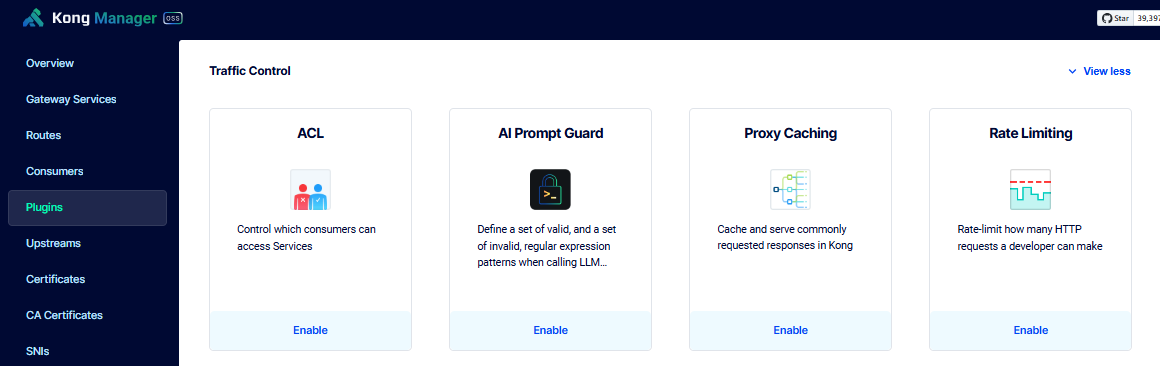 Kong Manager OSS
Star 39,397
Overview
Gateway Services
Routes
Consumers
Plugins
Upstreams
Certificates
CA Certificates
SNIs
Traffic Control
View less
ACL
Control which consumers can
access Services
Enable
AI Prompt Guard
>_
Define a set of valid, and a set
of invalid, regular expression
patterns when calling LLM...
Enable
Proxy Caching
Cache and serve commonly
requested responses in Kong
Enable
Rate Limiting
Rate-limit how many HTTP
requests a developer can make
Enable